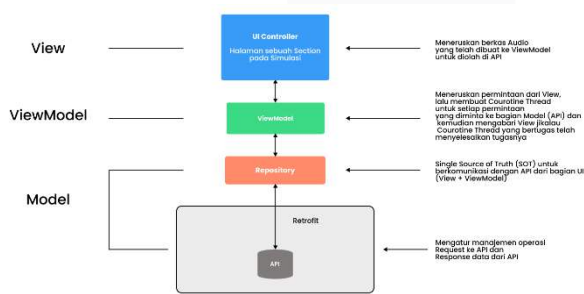 View
UI Controller
Halaman sebuah Section
pada Simulasi
Meneruskan berkas Audio
yang telah dibuat ke ViewModel
untuk diolah di API
ViewModel
ViewModel
Meneruskan permintaan dari View,
lalu membuat Courotine Thread
untuk setiap permintaan
yang diminta ke bagian Model (API) dan
kemudian mengabari View jikalau
Courotine Thread yang bertugas telah
menyelesaikan tugasnya
Model
Repository
Single Source of Truth (SOT) untuk
berkomunikasi dengan API dari bagian UI
(View + ViewModel)
Retrofit
API
Mengatur manajemen operasi
Request ke API dan
Response data dari API